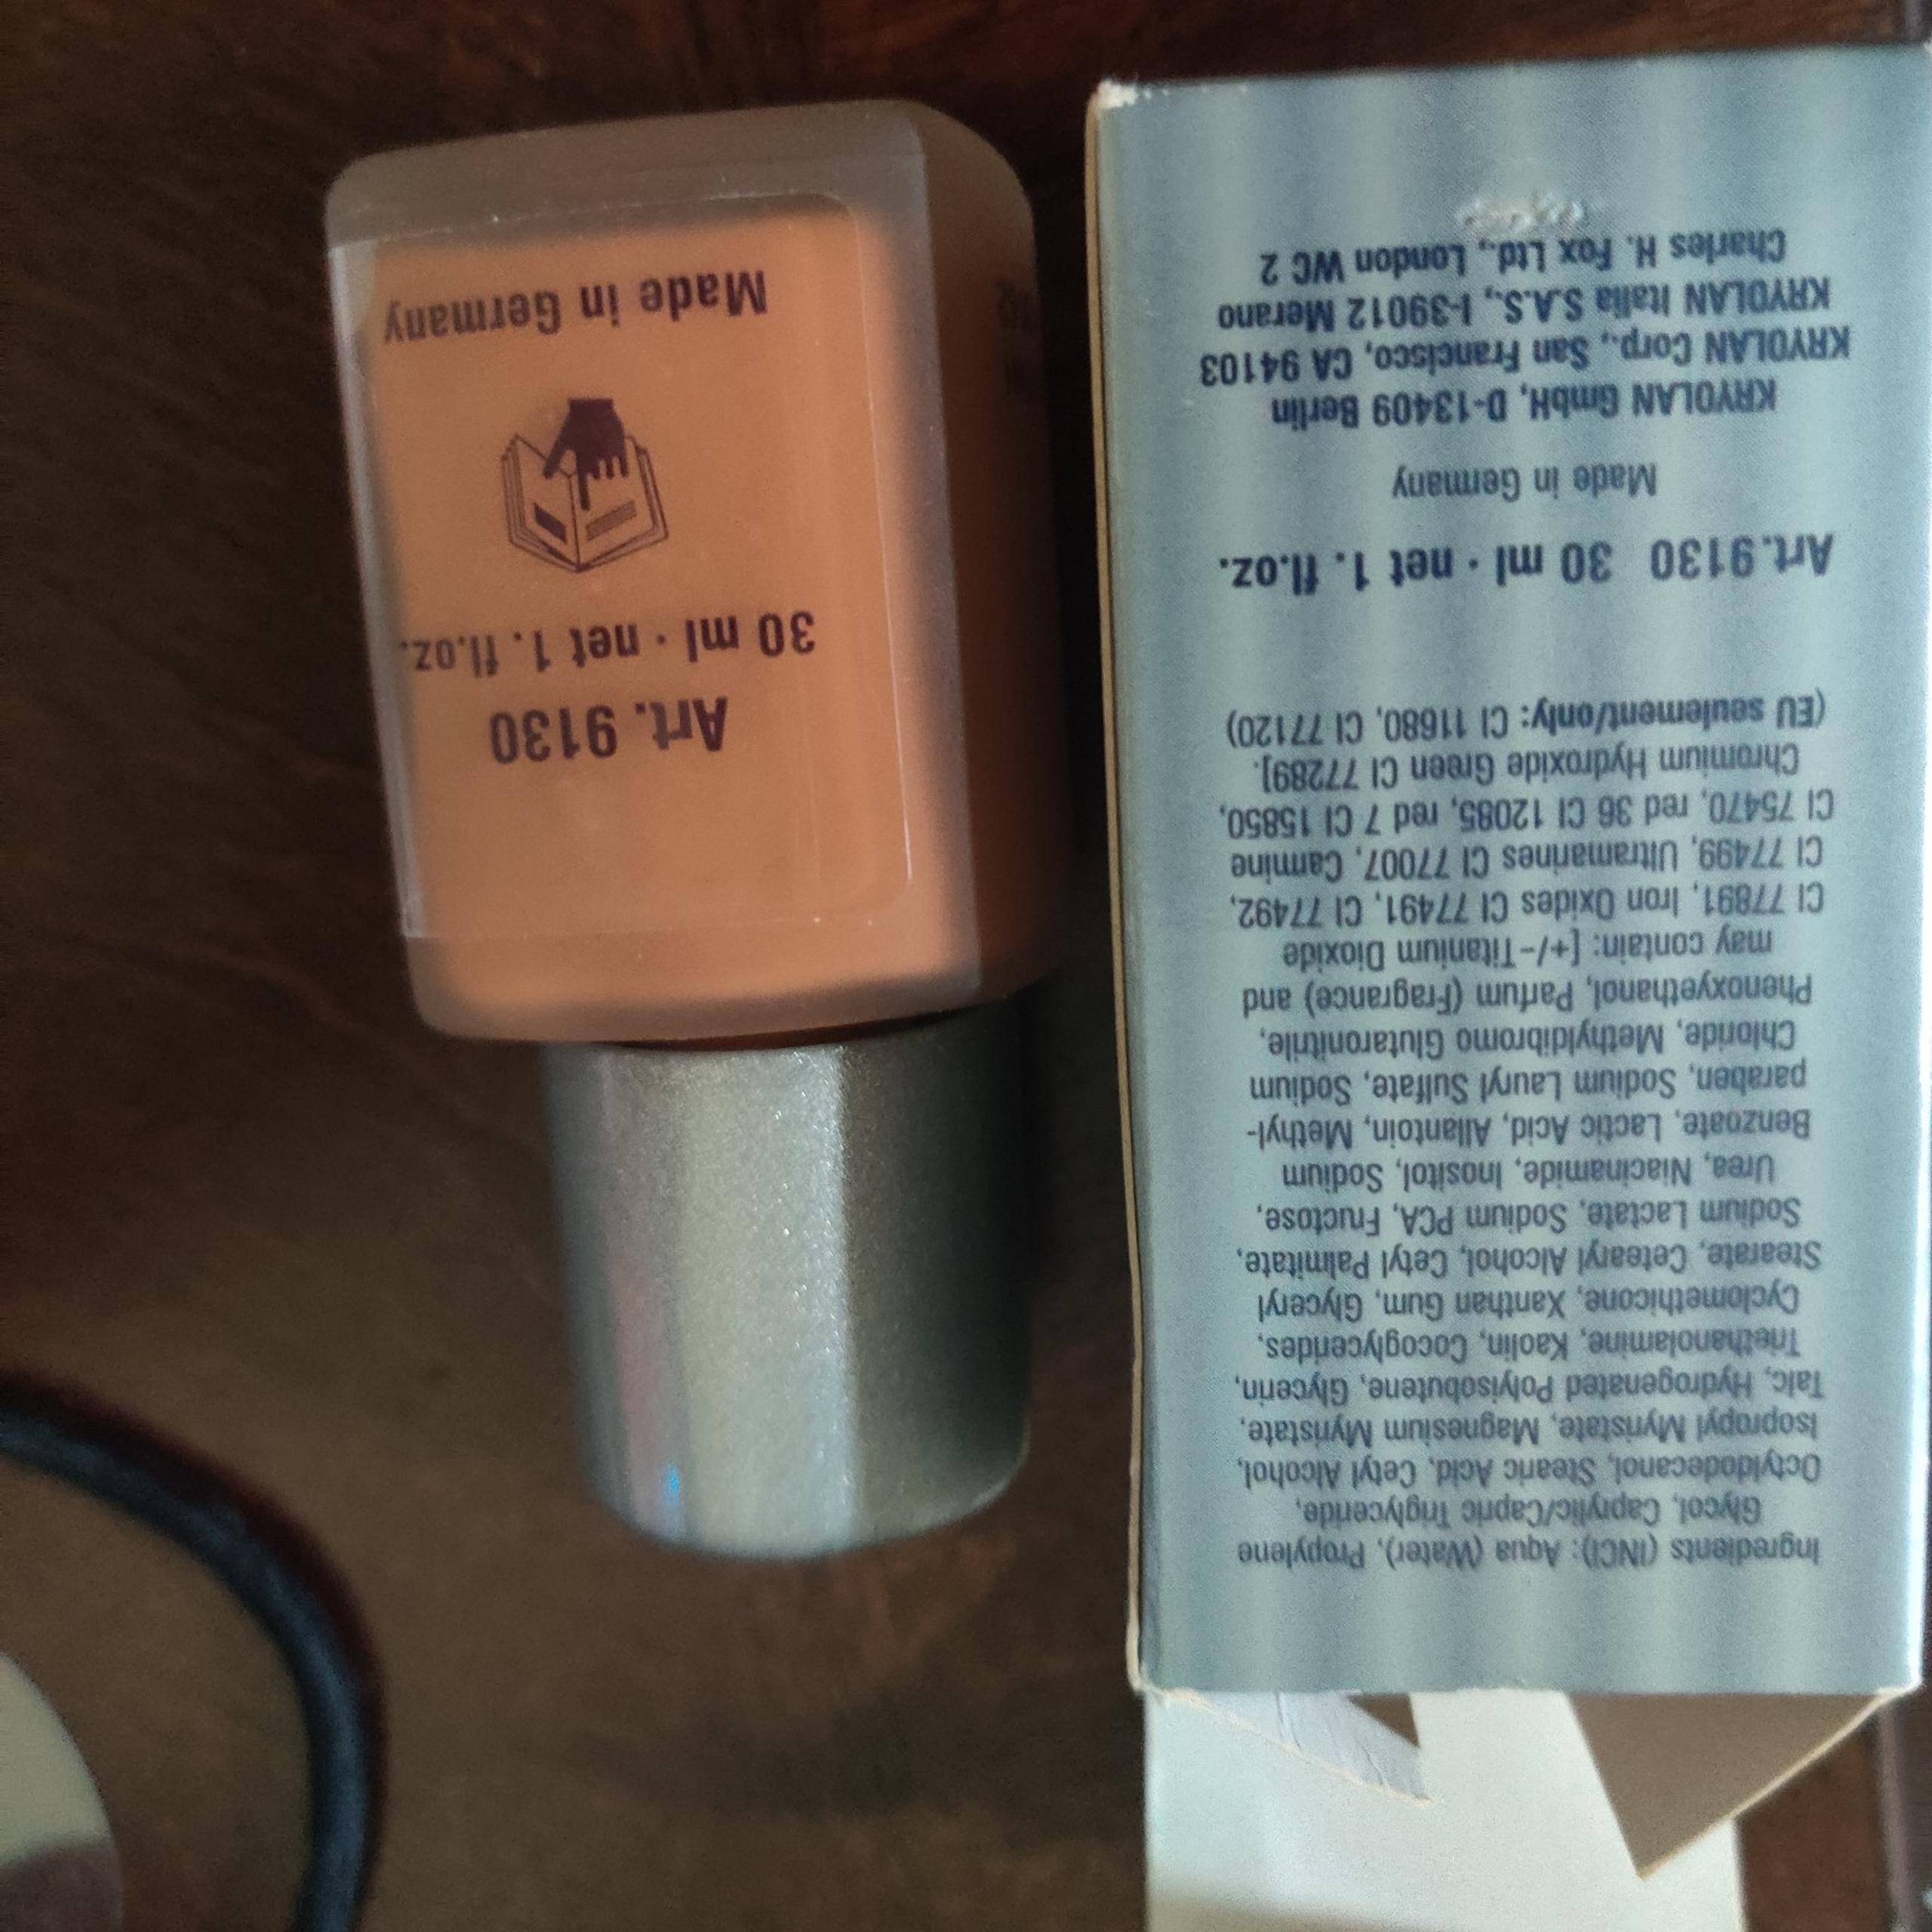 Ingredients (INCI): Aqua (Water), Propylene
Glycol, Caprylic/Capric Triglyceride,
Octyldodecanol, Stearic Acid, Cetyl Alcohol,
Isopropyl Myristate, Magnesium Myristate,
Talc, Hydrogenated Polyisobutene, Glycerin,
Triethanolamine, Kaolin, Cocoglycerides,
Cyclomethicone, Xanthan Gum, Glyceryl
Stearate, Cetearyl Alcohol, Cetyl Palmitate,
Sodium Lactate, Sodium PCA, Fructose,
Urea, Niacinamide, Inositol, Sodium
Benzoate, Lactic Acid, Allantoin, Methyl-
paraben, Sodium Lauryl Sulfate, Sodium
Chloride, Methyldibromo Glutaronitrile,
Phenoxyethanol, Parfum (Fragrance) and
may contain: [+/-Titanium Dioxide
CI 77891, Iron Oxides CI 77491, CI 77492,
CI 77499, Ultramarines CI 77007, Carmine
CI 75470, red 36 CI 12085, red 7 CI 15850,
Chromium Hydroxide Green CI 77289].
(EU seulement/only: CI 11680, CI 77120)
Art.9130 30 ml · net 1. fl.oz.
Made in Germany
KRYOLAN GmbH, D-13409 Berlin
KRYOLAN Corp., San Francisco, CA 94103
KRYOLAN Italia S.A.S., I-39012 Merano
Charles H. Fox Ltd., London WC 2
Art. 9130
30 ml · net 1. fl.oz.
Made in Germany